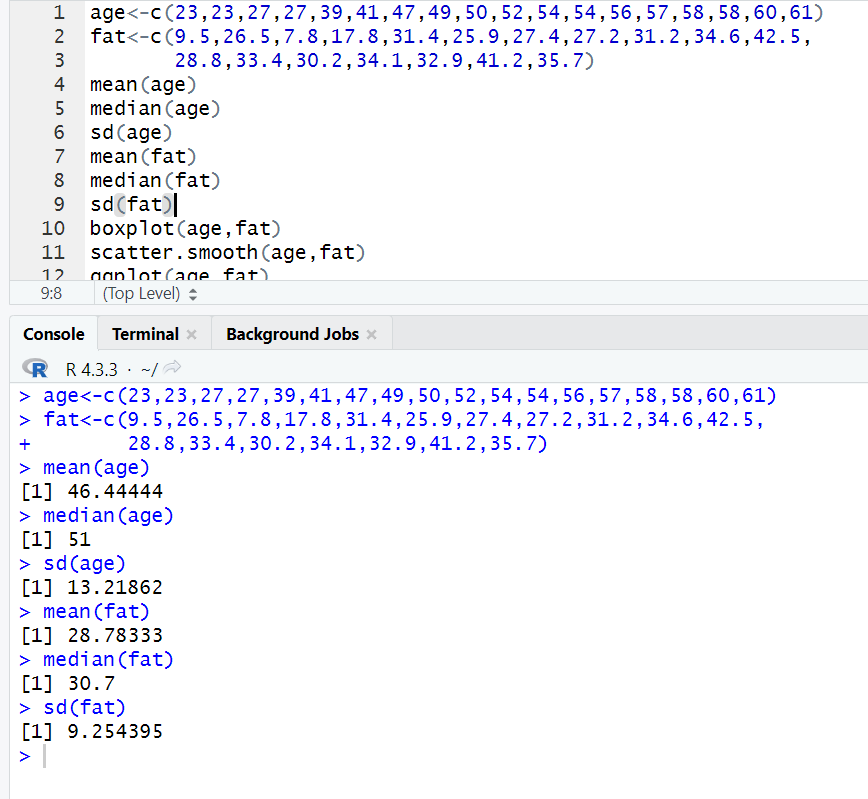 1 age<-c(23,23,27,27,39,41,47,49,50,52,54,54,56,57,58,58,60,61)
2 fat<-c(9.5,26.5,7.8,17.8,31.4,25.9,27.4,27.2,31.2,34.6,42.5,
3 28.8,33.4,30.2,34.1,32.9,41.2,35.7)
4 mean(age)
5 median(age)
6 sd(age)
7 mean(fat)
8 median(fat)
9 sd(fat)
10 boxplot(age,fat)
11 scatter.smooth(age,fat)
12 ggplot(age,fat)
9:8 (Top Level)
Console Terminal Background Jobs
R R 4.3.3 · ~/
> age<-c(23,23,27,27,39,41,47,49,50,52,54,54,56,57,58,58,60,61)
> fat<-c(9.5,26.5,7.8,17.8,31.4,25.9,27.4,27.2,31.2,34.6,42.5,
+ 28.8,33.4,30.2,34.1,32.9,41.2,35.7)
> mean(age)
[1] 46.44444
> median(age)
[1] 51
> sd(age)
[1] 13.21862
> mean(fat)
[1] 28.78333
> median(fat)
[1] 30.7
> sd(fat)
[1] 9.254395
>